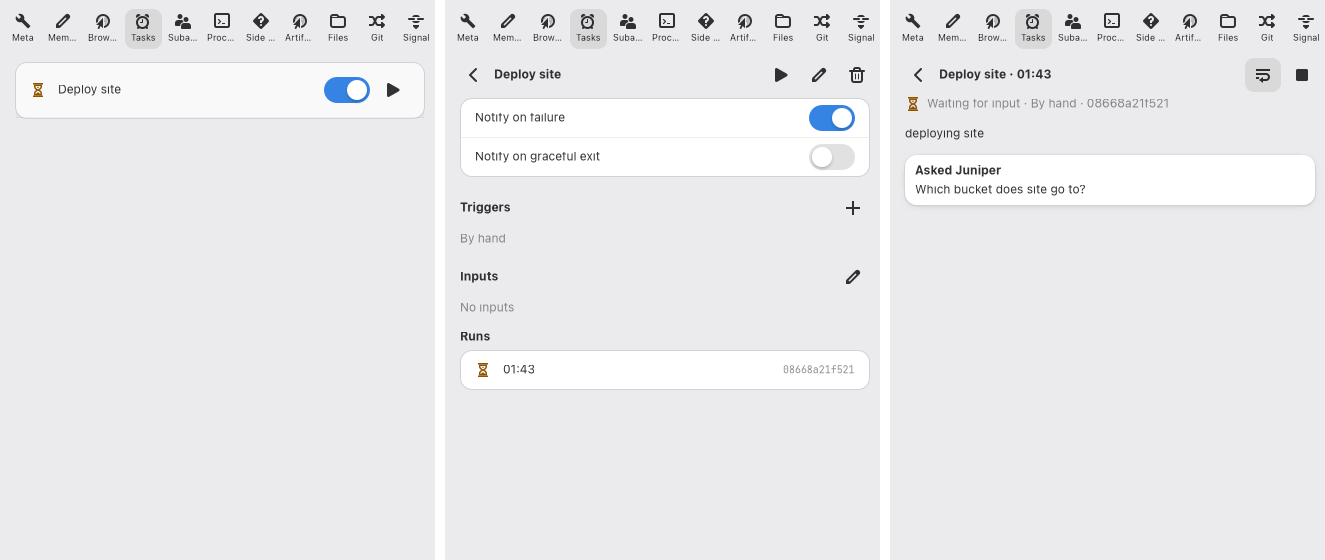 Meta Mem... Brow... Tasks Suba... Proc... Side ... Artif... Files Git Signal
Deploy site
Meta Mem... Brow... Tasks Suba... Proc... Side ... Artif... Files Git Signal
Deploy site
Notify on failure
Notify on graceful exit
Triggers
By hand
Inputs
No inputs
Runs
01:43 08668a21f521
Meta Mem... Brow... Tasks Suba... Proc... Side ... Artif... Files Git Signal
Deploy site · 01:43
Waiting for input · By hand · 08668a21f521
deploying site
Asked Juniper
Which bucket does site go to?